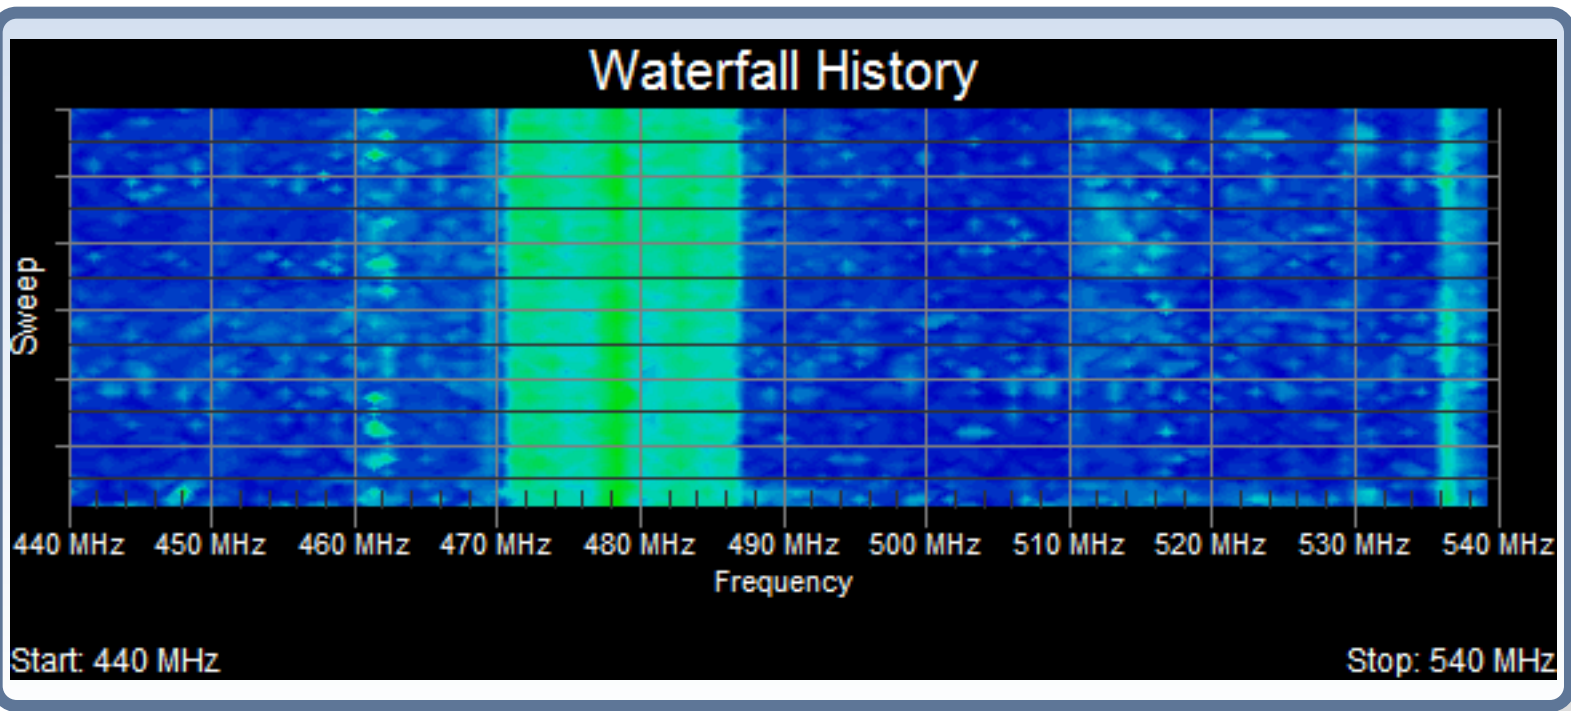 Waterfall History
Sweep
440 MHz 450 MHz 460 MHz 470 MHz 480 MHz 490 MHz 500 MHz 510 MHz 520 MHz 530 MHz 540 MHz
Frequency
Start: 440 MHz Stop: 540 MHz